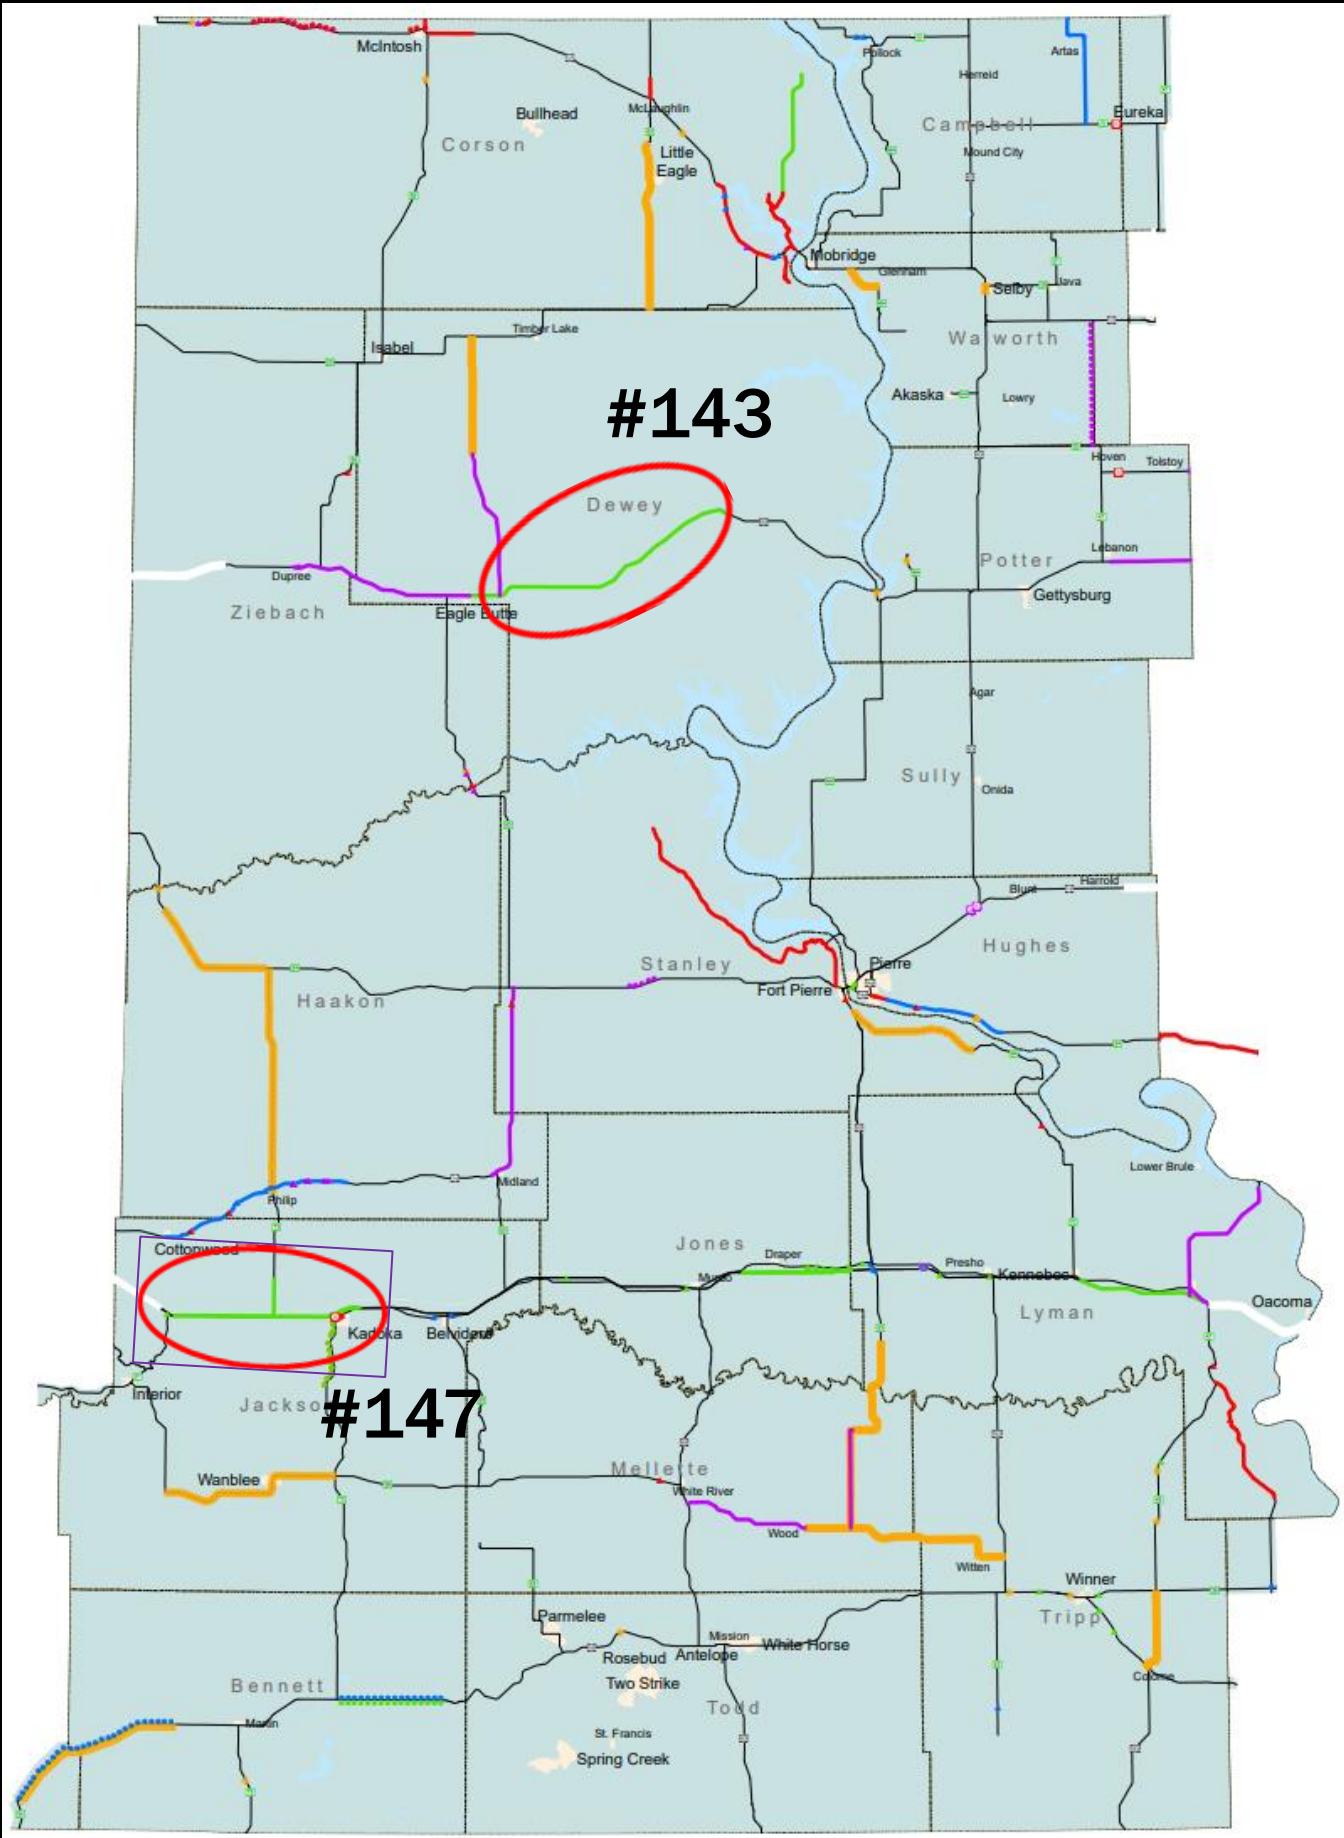 McIntosh
Pollock
Artas
Herreid
Bullhead
McLaughlin
Eureka
Campbell
Corson
Little
Eagle
Mound City
Mobridge
Glenham
Selby
Java
Timber Lake
Isabel
Walworth
#143
Akaska
Lowry
Hoven
Tolstoy
Dewey
Lebanon
Potter
Dupree
Gettysburg
Ziebach
Eagle Butte
Agar
Sully
Onida
Blunt
Harrold
Hughes
Stanley
Pierre
Fort Pierre
Haakon
Lower Brule
Midland
Philip
Cottonwood
Jones
Draper
Presho
Murdo
Kennebec
Oacoma
Lyman
Kadoka
Belvidere
Interior
Jackson
#147
Mellette
Wanblee
White River
Wood
Witten
Winner
Tripp
Parmelee
Mission
White Horse
Rosebud
Antelope
Colome
Two Strike
Bennett
Todd
Martin
St. Francis
Spring Creek